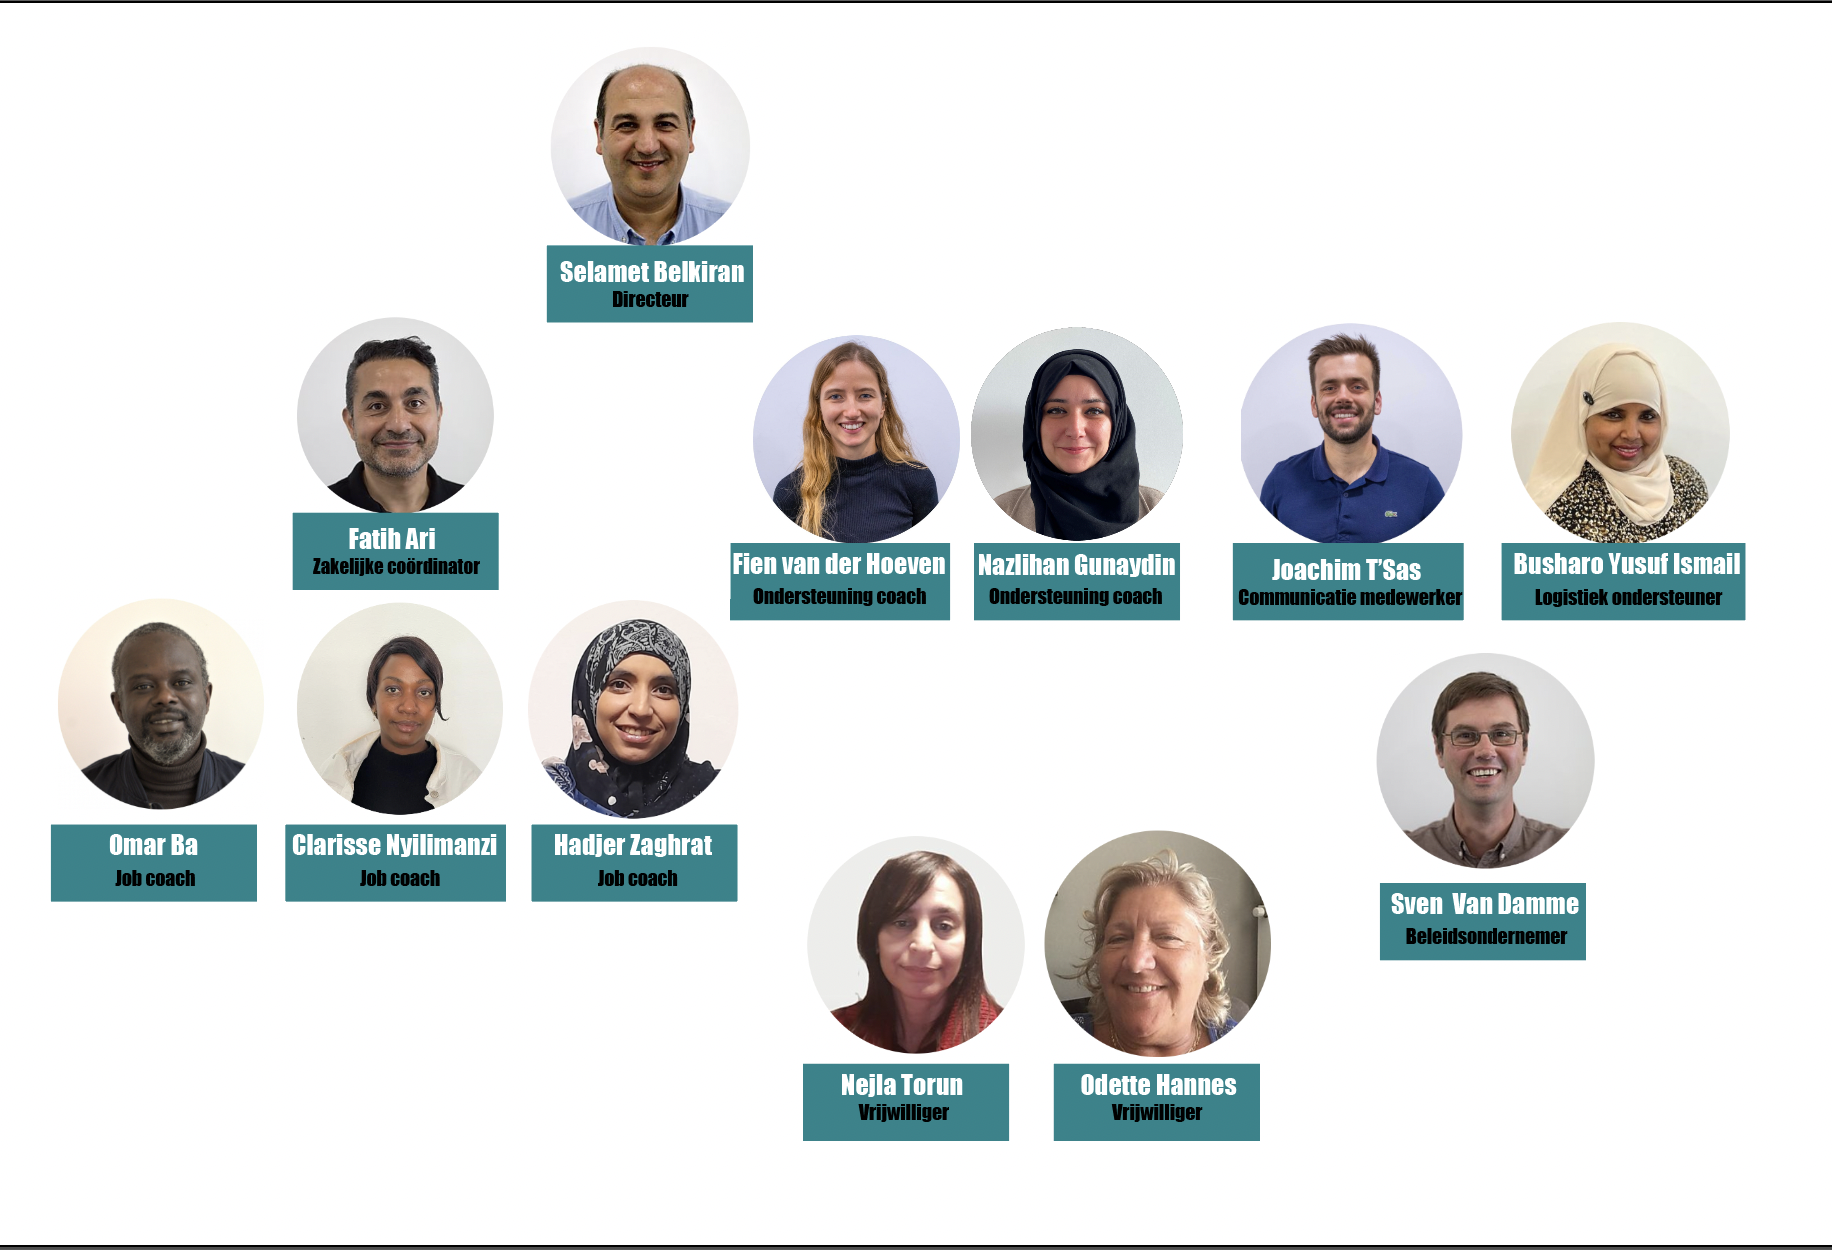 Selamet Belkiran
Directeur
Fatih Ari
Zakelijke coördinator
Fien van der Hoeven
Ondersteuning coach
Nazlihan Gunaydin
Ondersteuning coach
Joachim T'Sas
Communicatie medewerker
Busharo Yusuf Ismail
Logistiek ondersteuner
Omar Ba
Job coach
Clarisse Nyilimanzi
Job coach
Hadjer Zaghrat
Job coach
Sven Van Damme
Beleidsondernemer
Nejla Torun
Vrijwilliger
Odette Hannes
Vrijwilliger